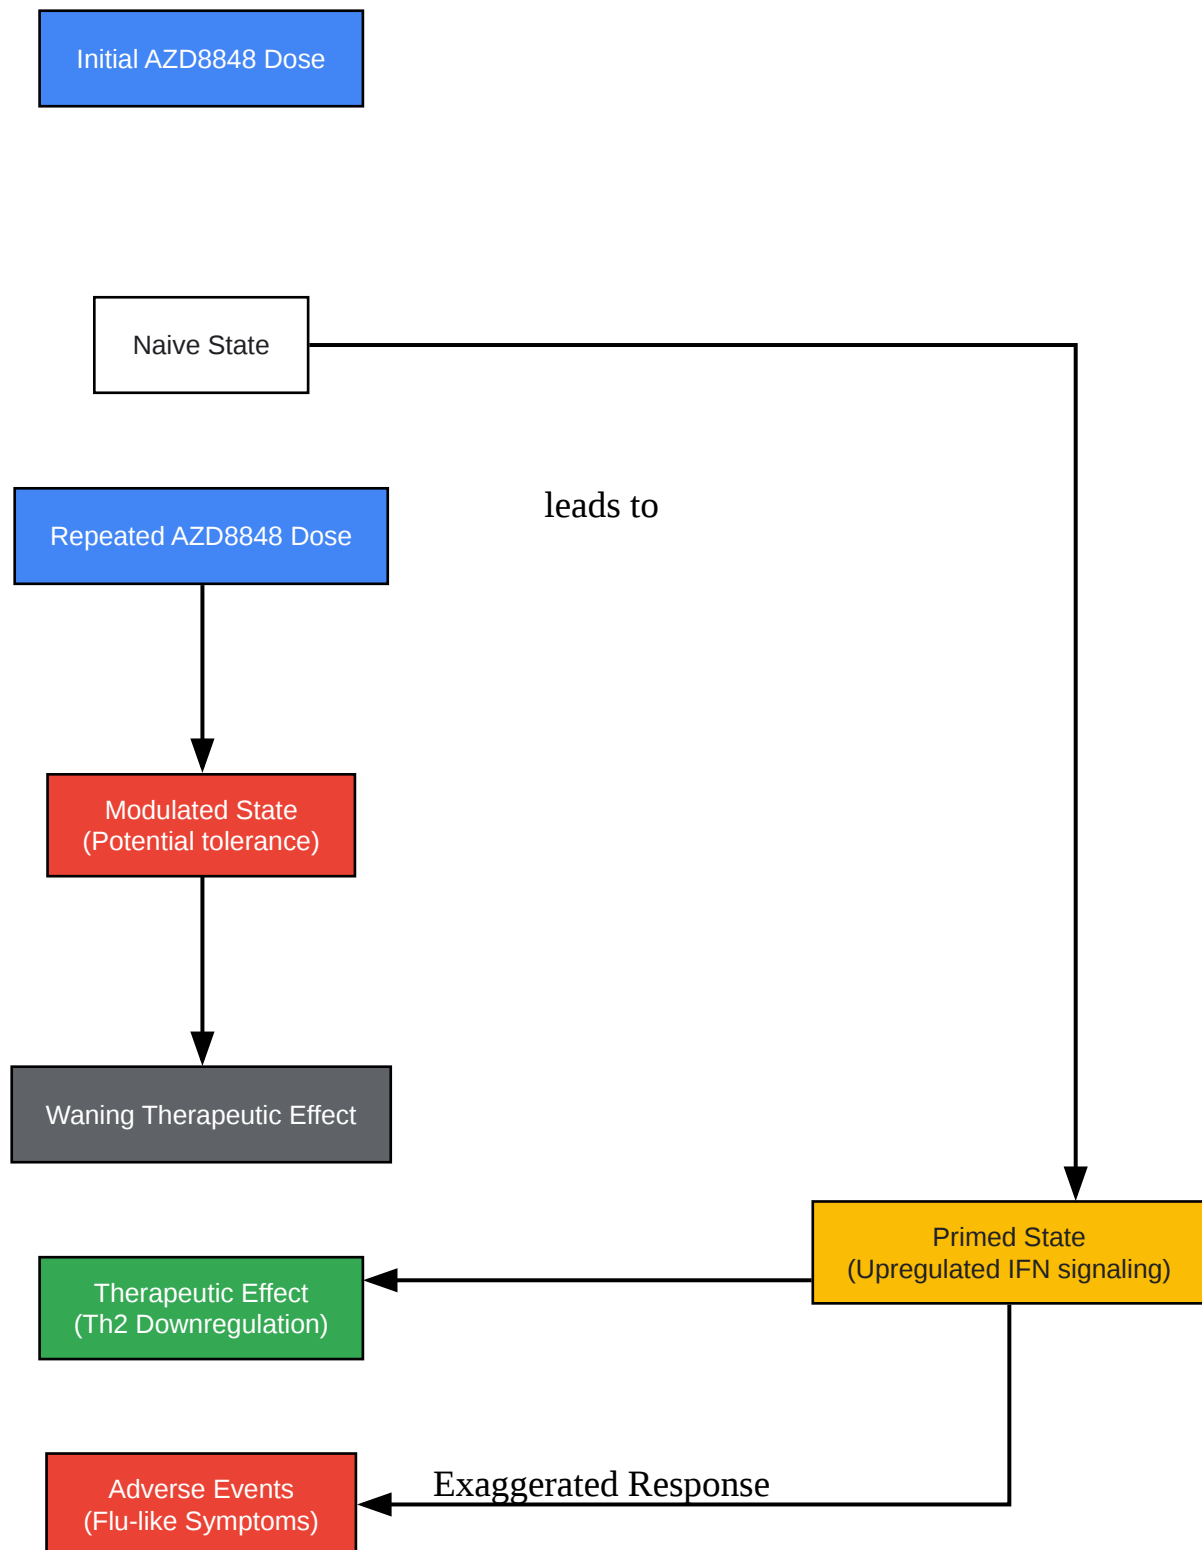 Initial AZD8848 Dose
Naive State
leads to
Repeated AZD8848 Dose
Modulated State
(Potential tolerance)
Waning Therapeutic Effect
Primed State
(Upregulated IFN signaling)
Therapeutic Effect
(Th2 Downregulation)
Exaggerated Response
Adverse Events
(Flu-like Symptoms)